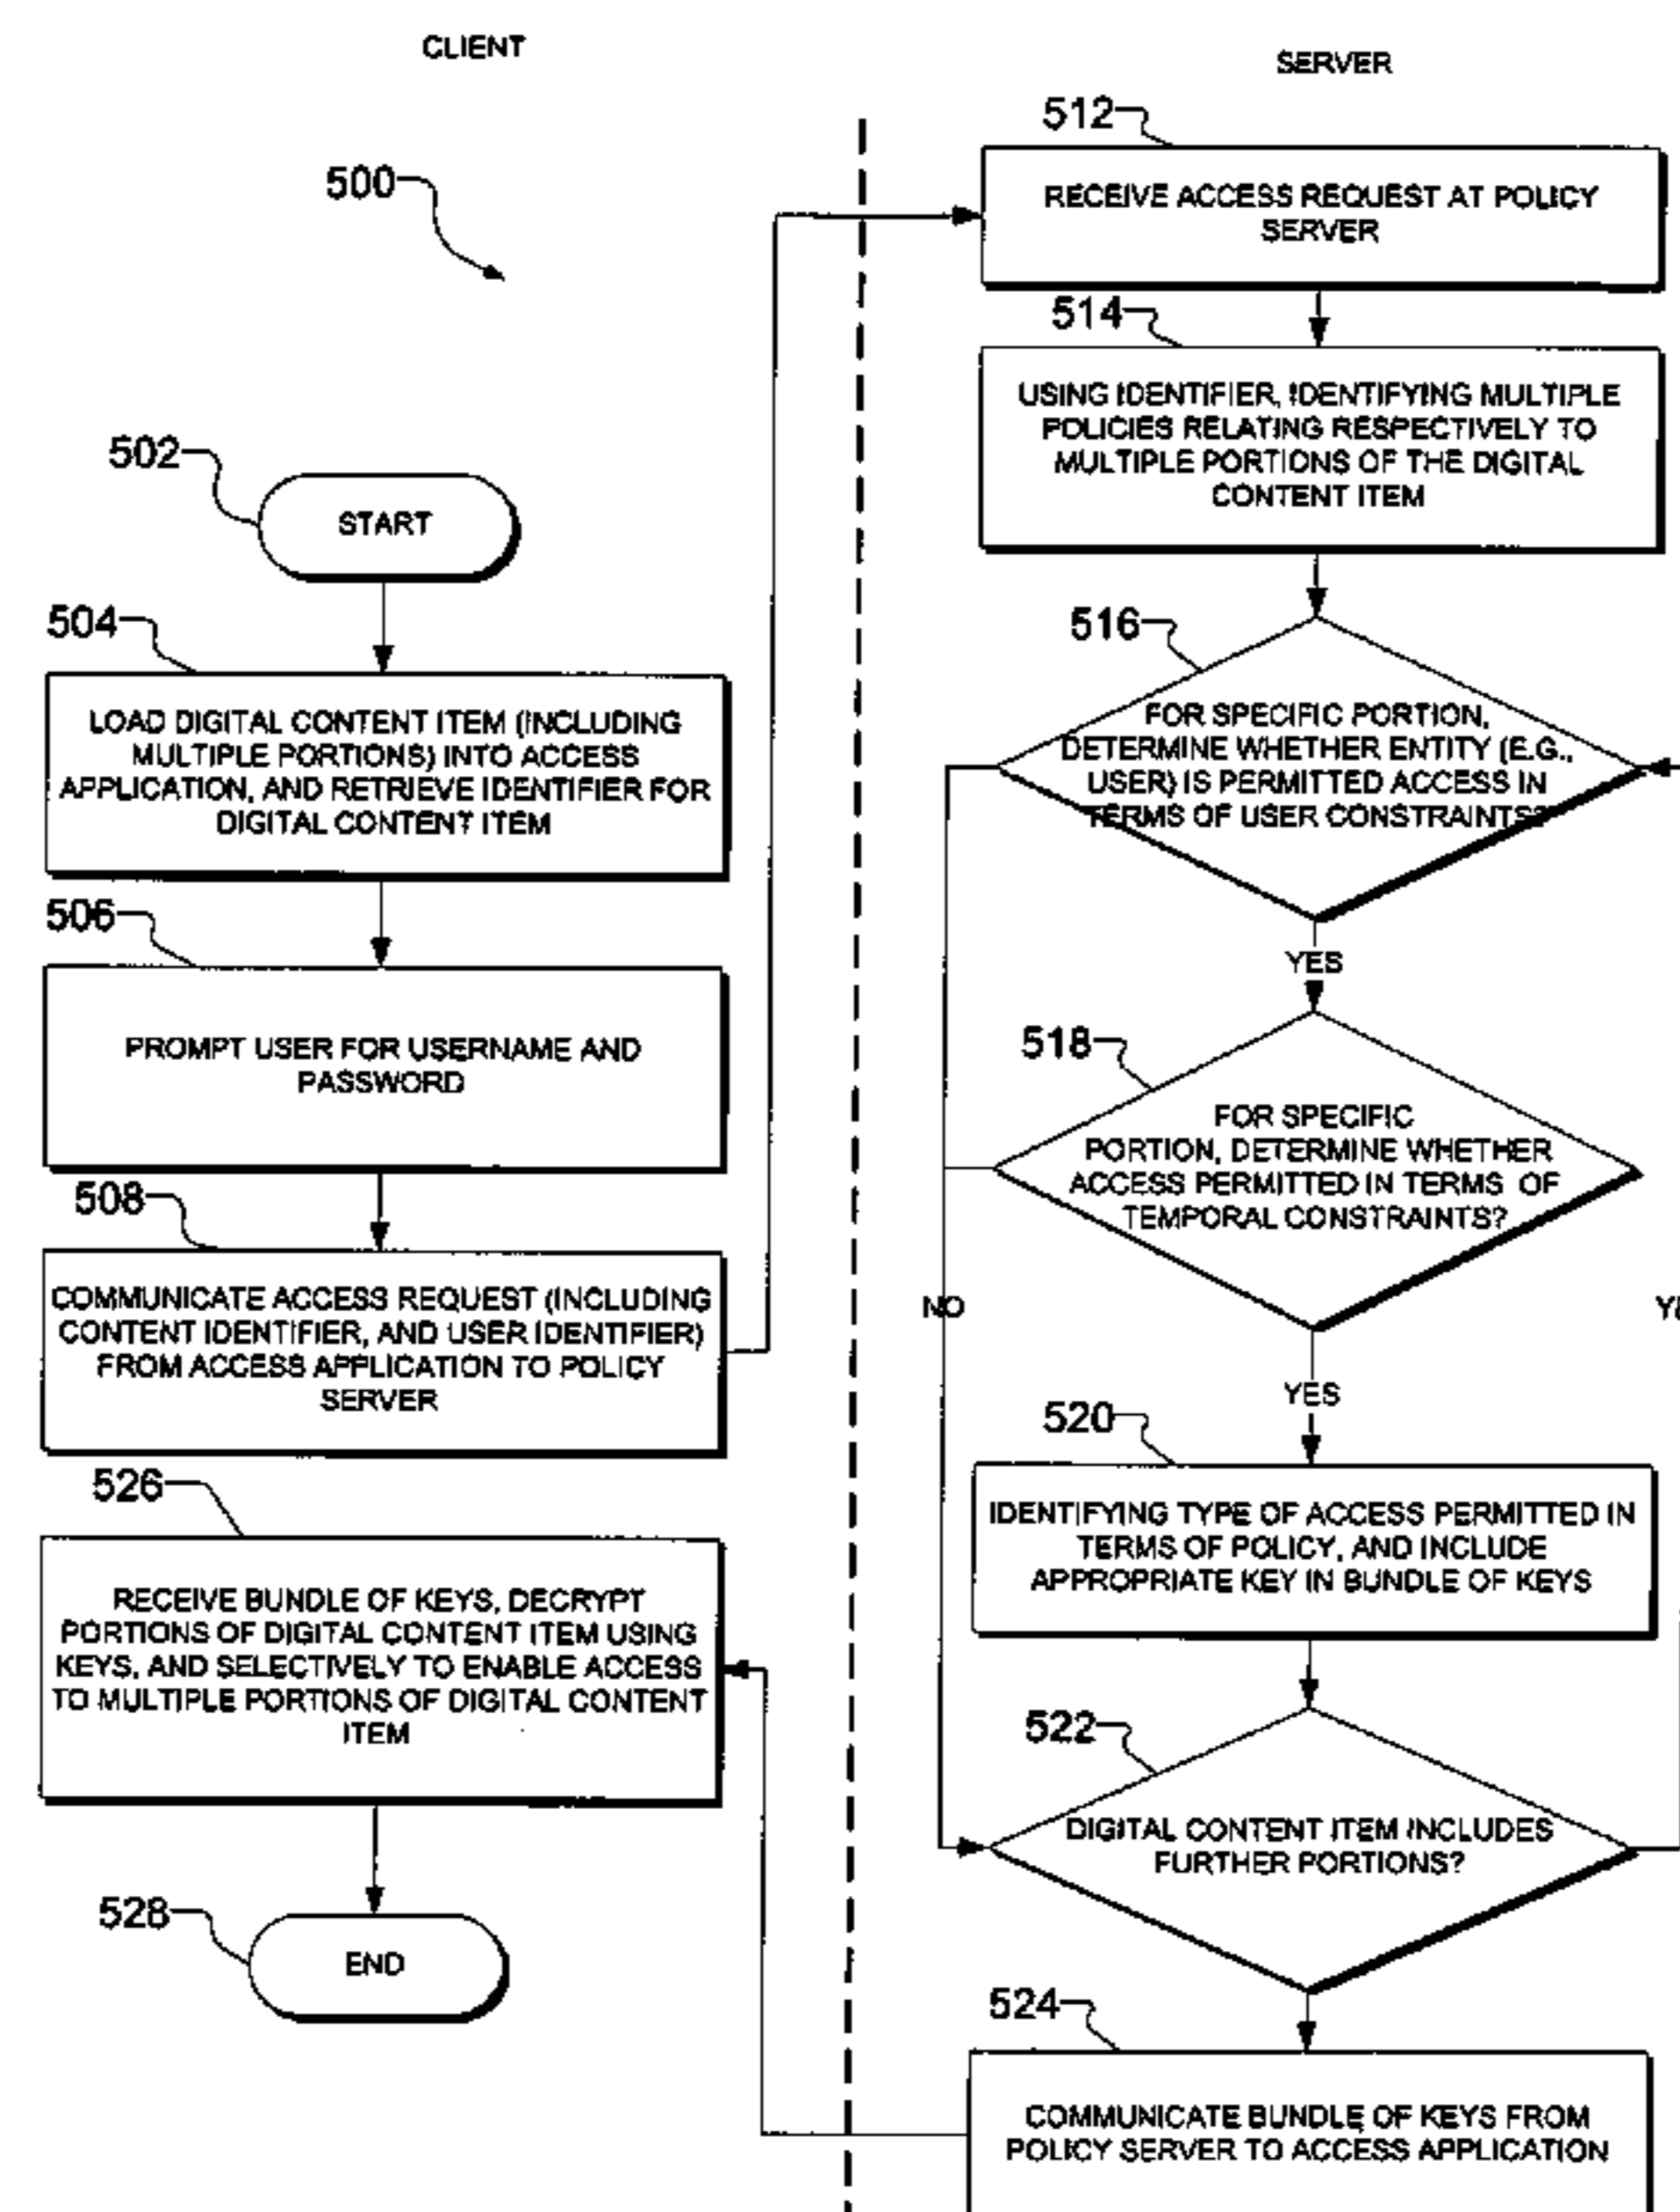 CLIENT
500
502
START
504
LOAD DIGITAL CONTENT ITEM (INCLUDING
MULTIPLE PORTIONS) INTO ACCESS
APPLICATION, AND RETRIEVE IDENTIFIER FOR
DIGITAL CONTENT ITEM
506
PROMPT USER FOR USERNAME AND
PASSWORD
508
COMMUNICATE ACCESS REQUEST (INCLUDING
CONTENT IDENTIFIER, AND USER IDENTIFIER)
FROM ACCESS APPLICATION TO POLICY
SERVER
526
RECEIVE BUNDLE OF KEYS, DECRYPT
PORTIONS OF DIGITAL CONTENT ITEM USING
KEYS, AND SELECTIVELY TO ENABLE ACCESS
TO MULTIPLE PORTIONS OF DIGITAL CONTENT
ITEM
528
END
SERVER
512
RECEIVE ACCESS REQUEST AT POLICY
SERVER
514
USING IDENTIFIER, IDENTIFYING MULTIPLE
POLICIES RELATING RESPECTIVELY TO
MULTIPLE PORTIONS OF THE DIGITAL
CONTENT ITEM
516
FOR SPECIFIC PORTION,
DETERMINE WHETHER ENTITY (E.G.,
USER) IS PERMITTED ACCESS IN
TERMS OF USER CONSTRAINTS?
YES
518
FOR SPECIFIC
PORTION, DETERMINE WHETHER
ACCESS PERMITTED IN TERMS OF
TEMPORAL CONSTRAINTS?
NO
YES
520
IDENTIFYING TYPE OF ACCESS PERMITTED IN
TERMS OF POLICY, AND INCLUDE
APPROPRIATE KEY IN BUNDLE OF KEYS
522
DIGITAL CONTENT ITEM INCLUDES
FURTHER PORTIONS?
524
COMMUNICATE BUNDLE OF KEYS FROM
POLICY SERVER TO ACCESS APPLICATION